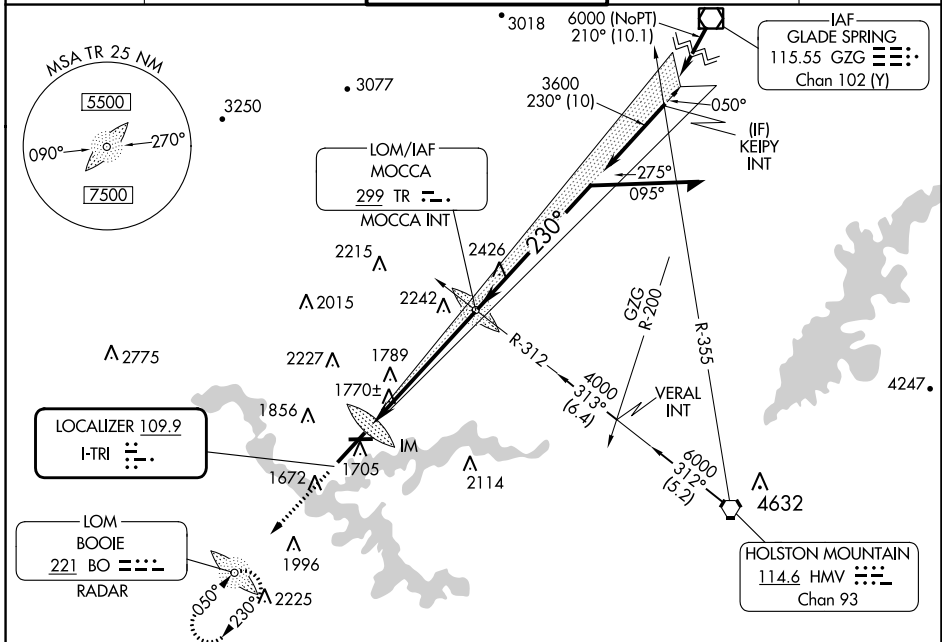 3018
6000 (NoPT)
210° (10.1)
IAF
GLADE SPRING
115.55 GZG
Chan 102 (Y)
MSA TR 25 NM
5500
090°
270°
7500
3250
3077
3600
230° (10)
050°
(IF)
KEIPY
INT
LOM/IAF
MOCCA
299 TR
MOCCA INT
275°
095°
230°
2426
2215
2242
2015
GZG
R-200
R-312
R-355
2775
2227
1789
1770±
4000
313°
(6.4)
VERAL
INT
4247
LOCALIZER 109.9
I-TRI
1856
IM
1705
1672
2114
6000
312°
(5.2)
4632
LOM
BOOIE
221 BO
RADAR
1996
050°
230°
2225
HOLSTON MOUNTAIN
114.6 HMV
Chan 93